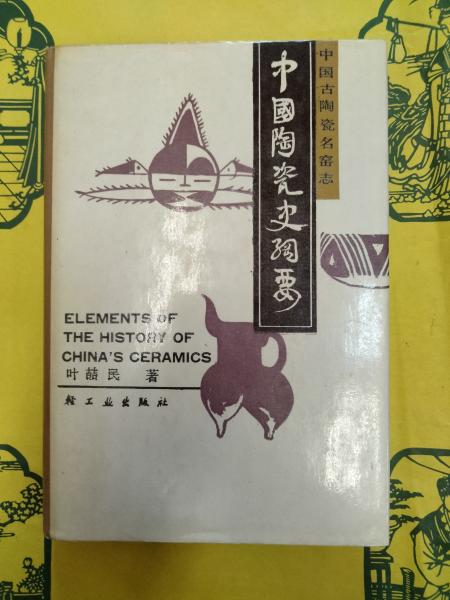 中国古陶瓷名窑志
中國陶瓷史綱要
ELEMENTS OF
THE HISTORY OF
CHINA'S CERAMICS
叶喆民 著
轻工业出版社